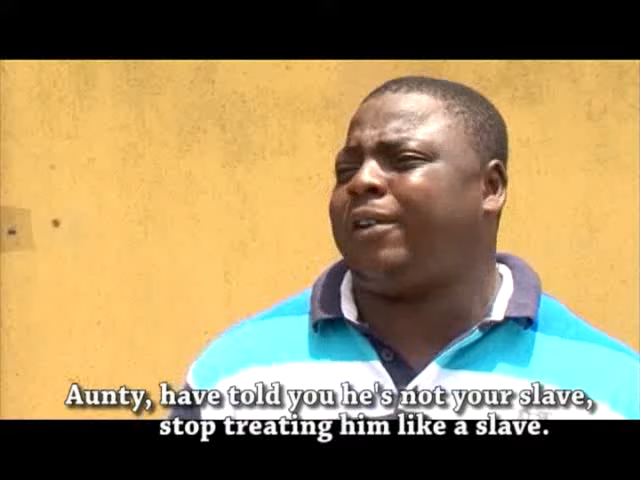 Aunty, have told you he's not your slave,
stop treating him like a slave.